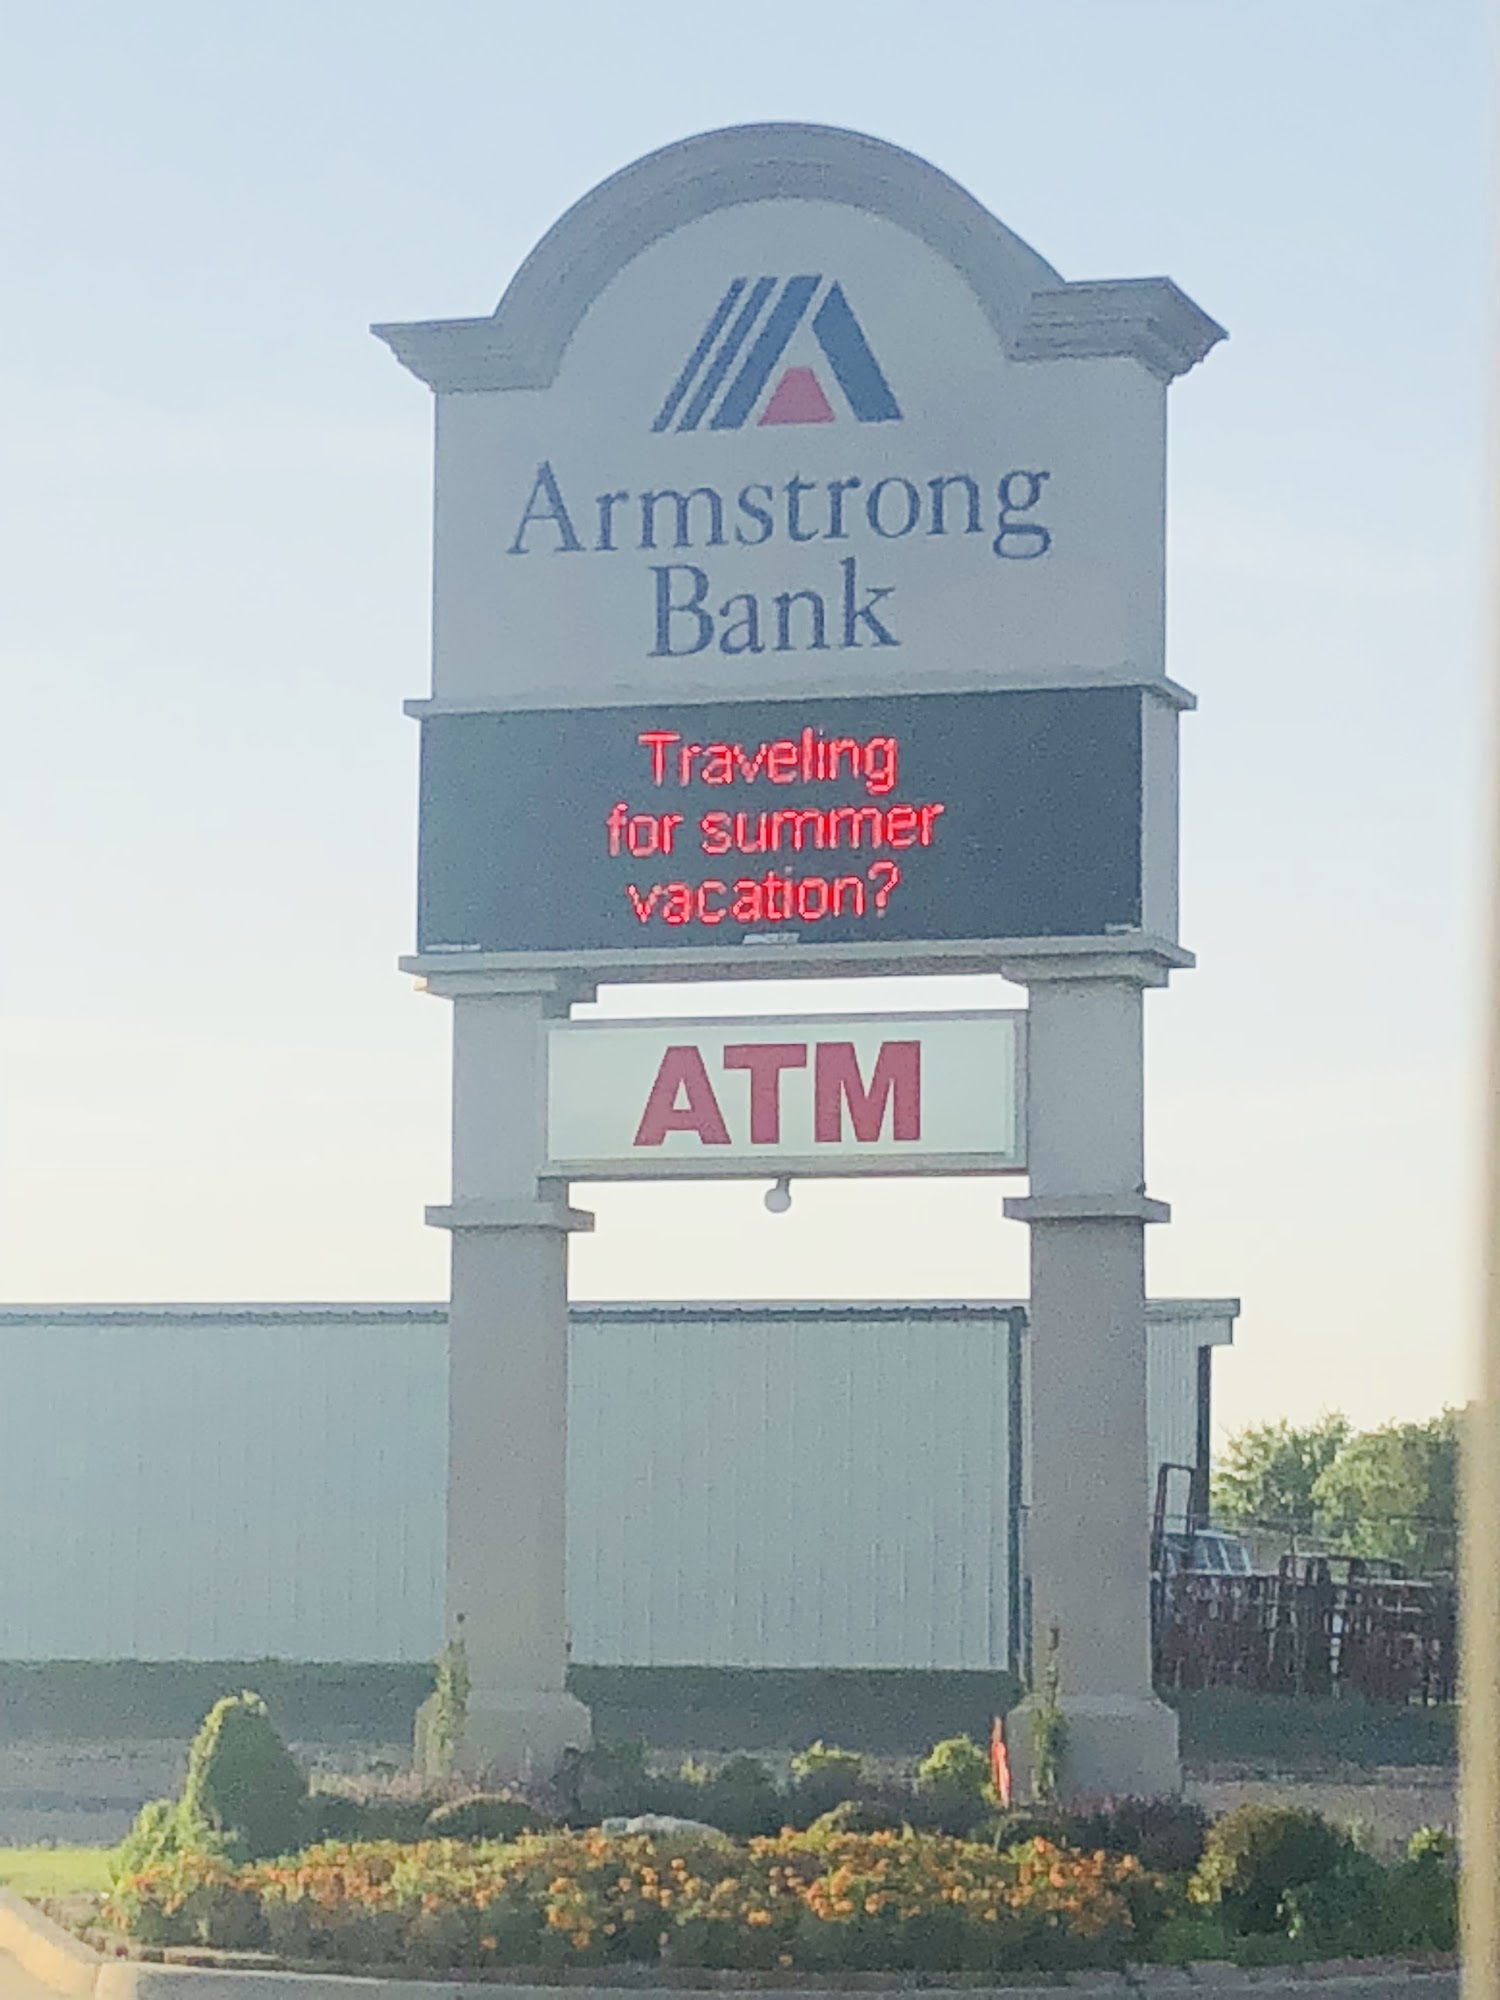 Armstrong
Bank
Traveling
for summer
vacation?
ATM